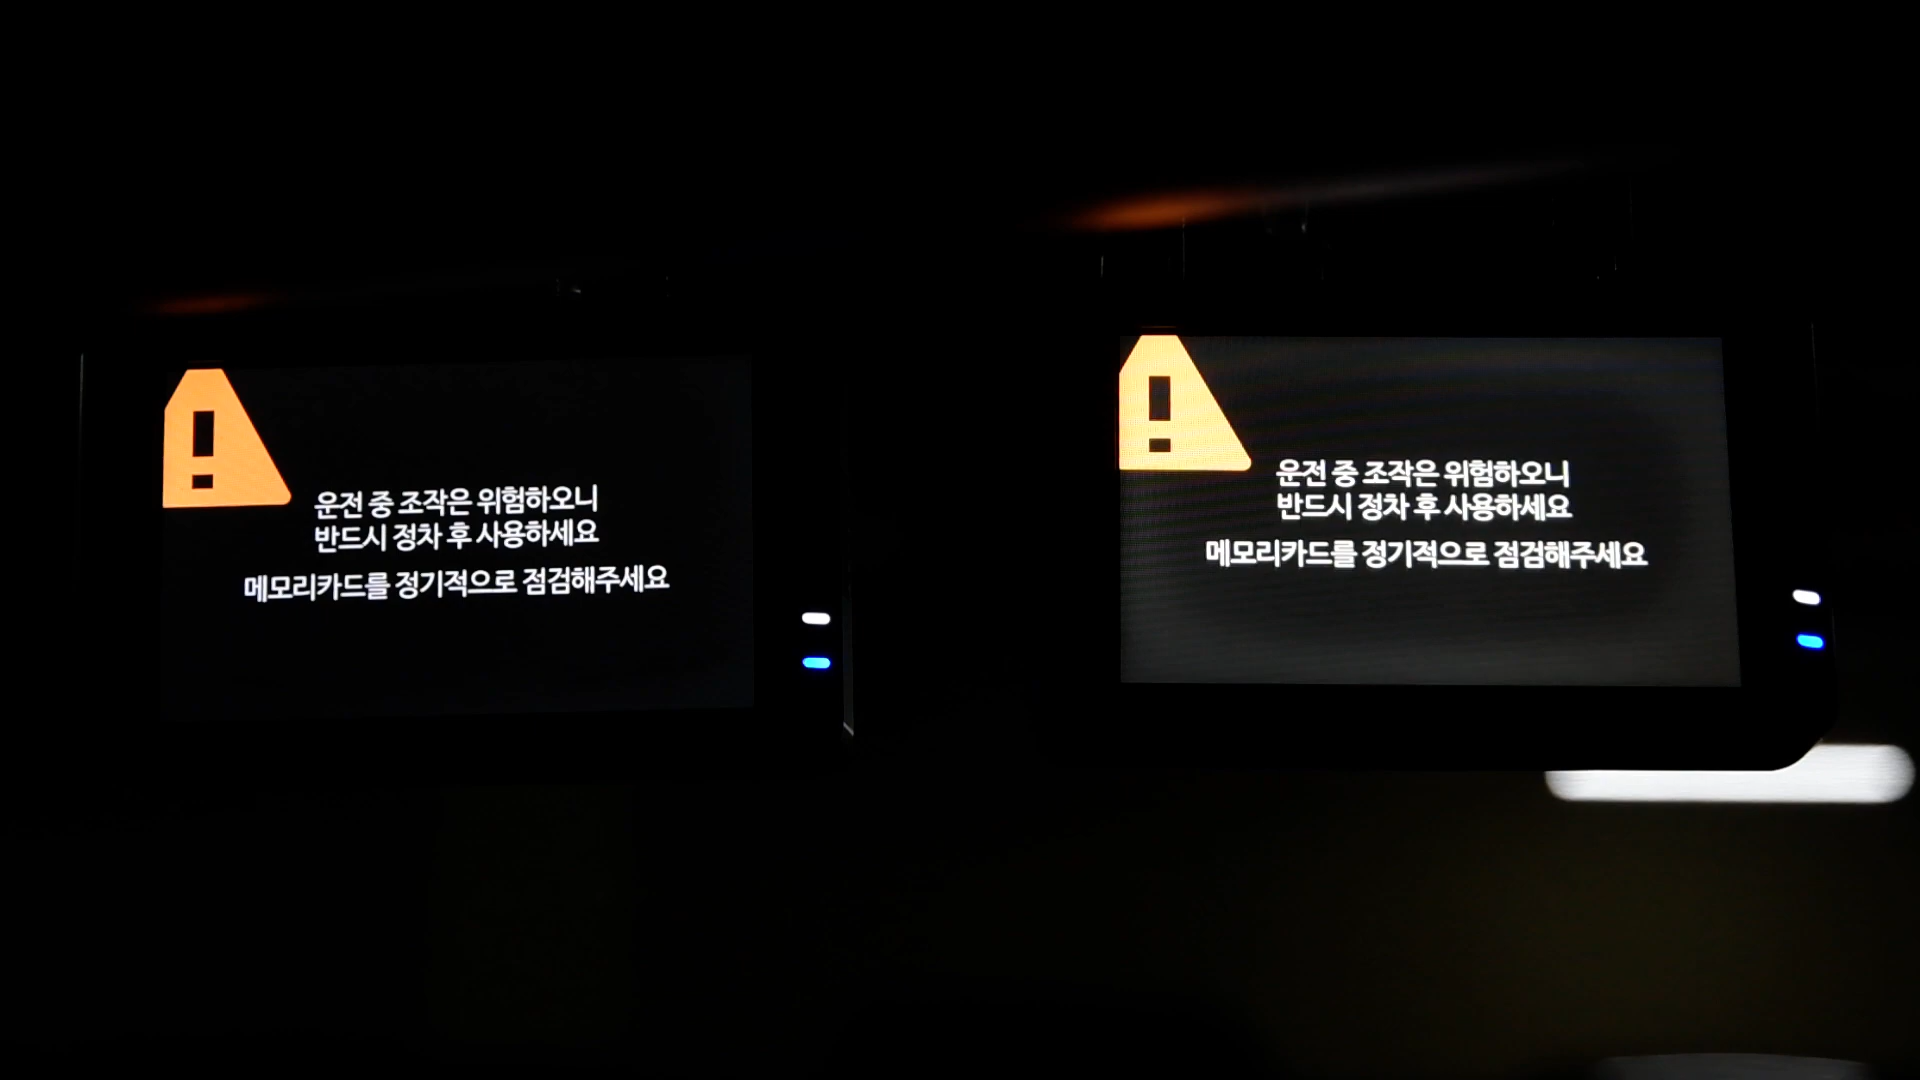 운전 중 조작은 위험하오니
반드시 정차 후 사용하세요
메모리카드를 정기적으로 점검해주세요
운전 중 조작은 위험하오니
반드시 정차 후 사용하세요
메모리카드를 정기적으로 점검해주세요